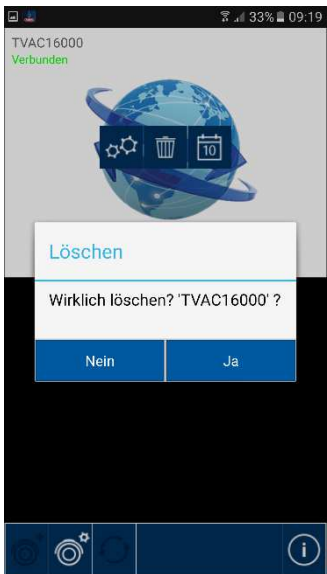 33% 09:19
TVAC16000
Verbunden
10
Löschen
Wirklich löschen? 'TVAC16000' ?
Nein
Ja
i